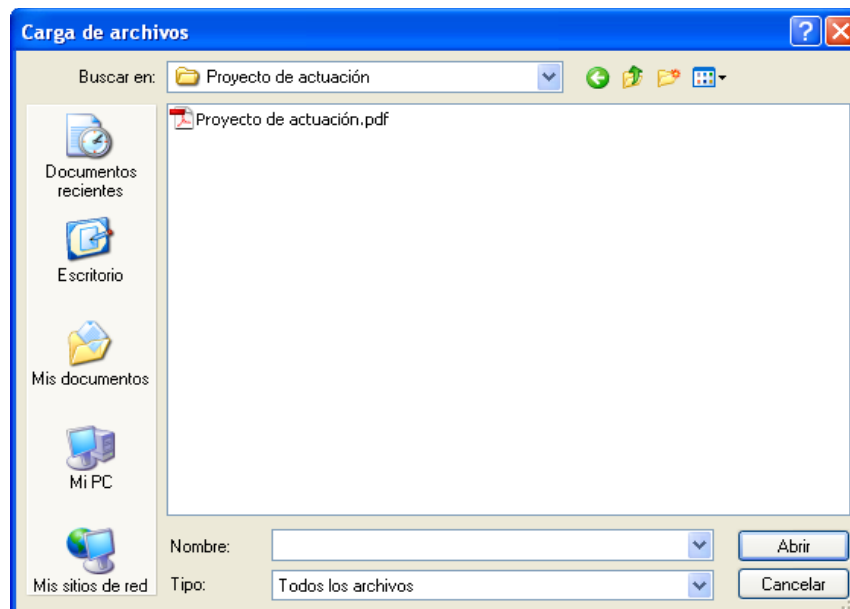 Carga de archivos
Buscar en: Proyecto de actuación
Proyecto de actuación.pdf
Documentos
recientes
Escritorio
Mis documentos
Mi PC
Mis sitios de red
Nombre:
Abrir
Tipo: Todos los archivos
Cancelar